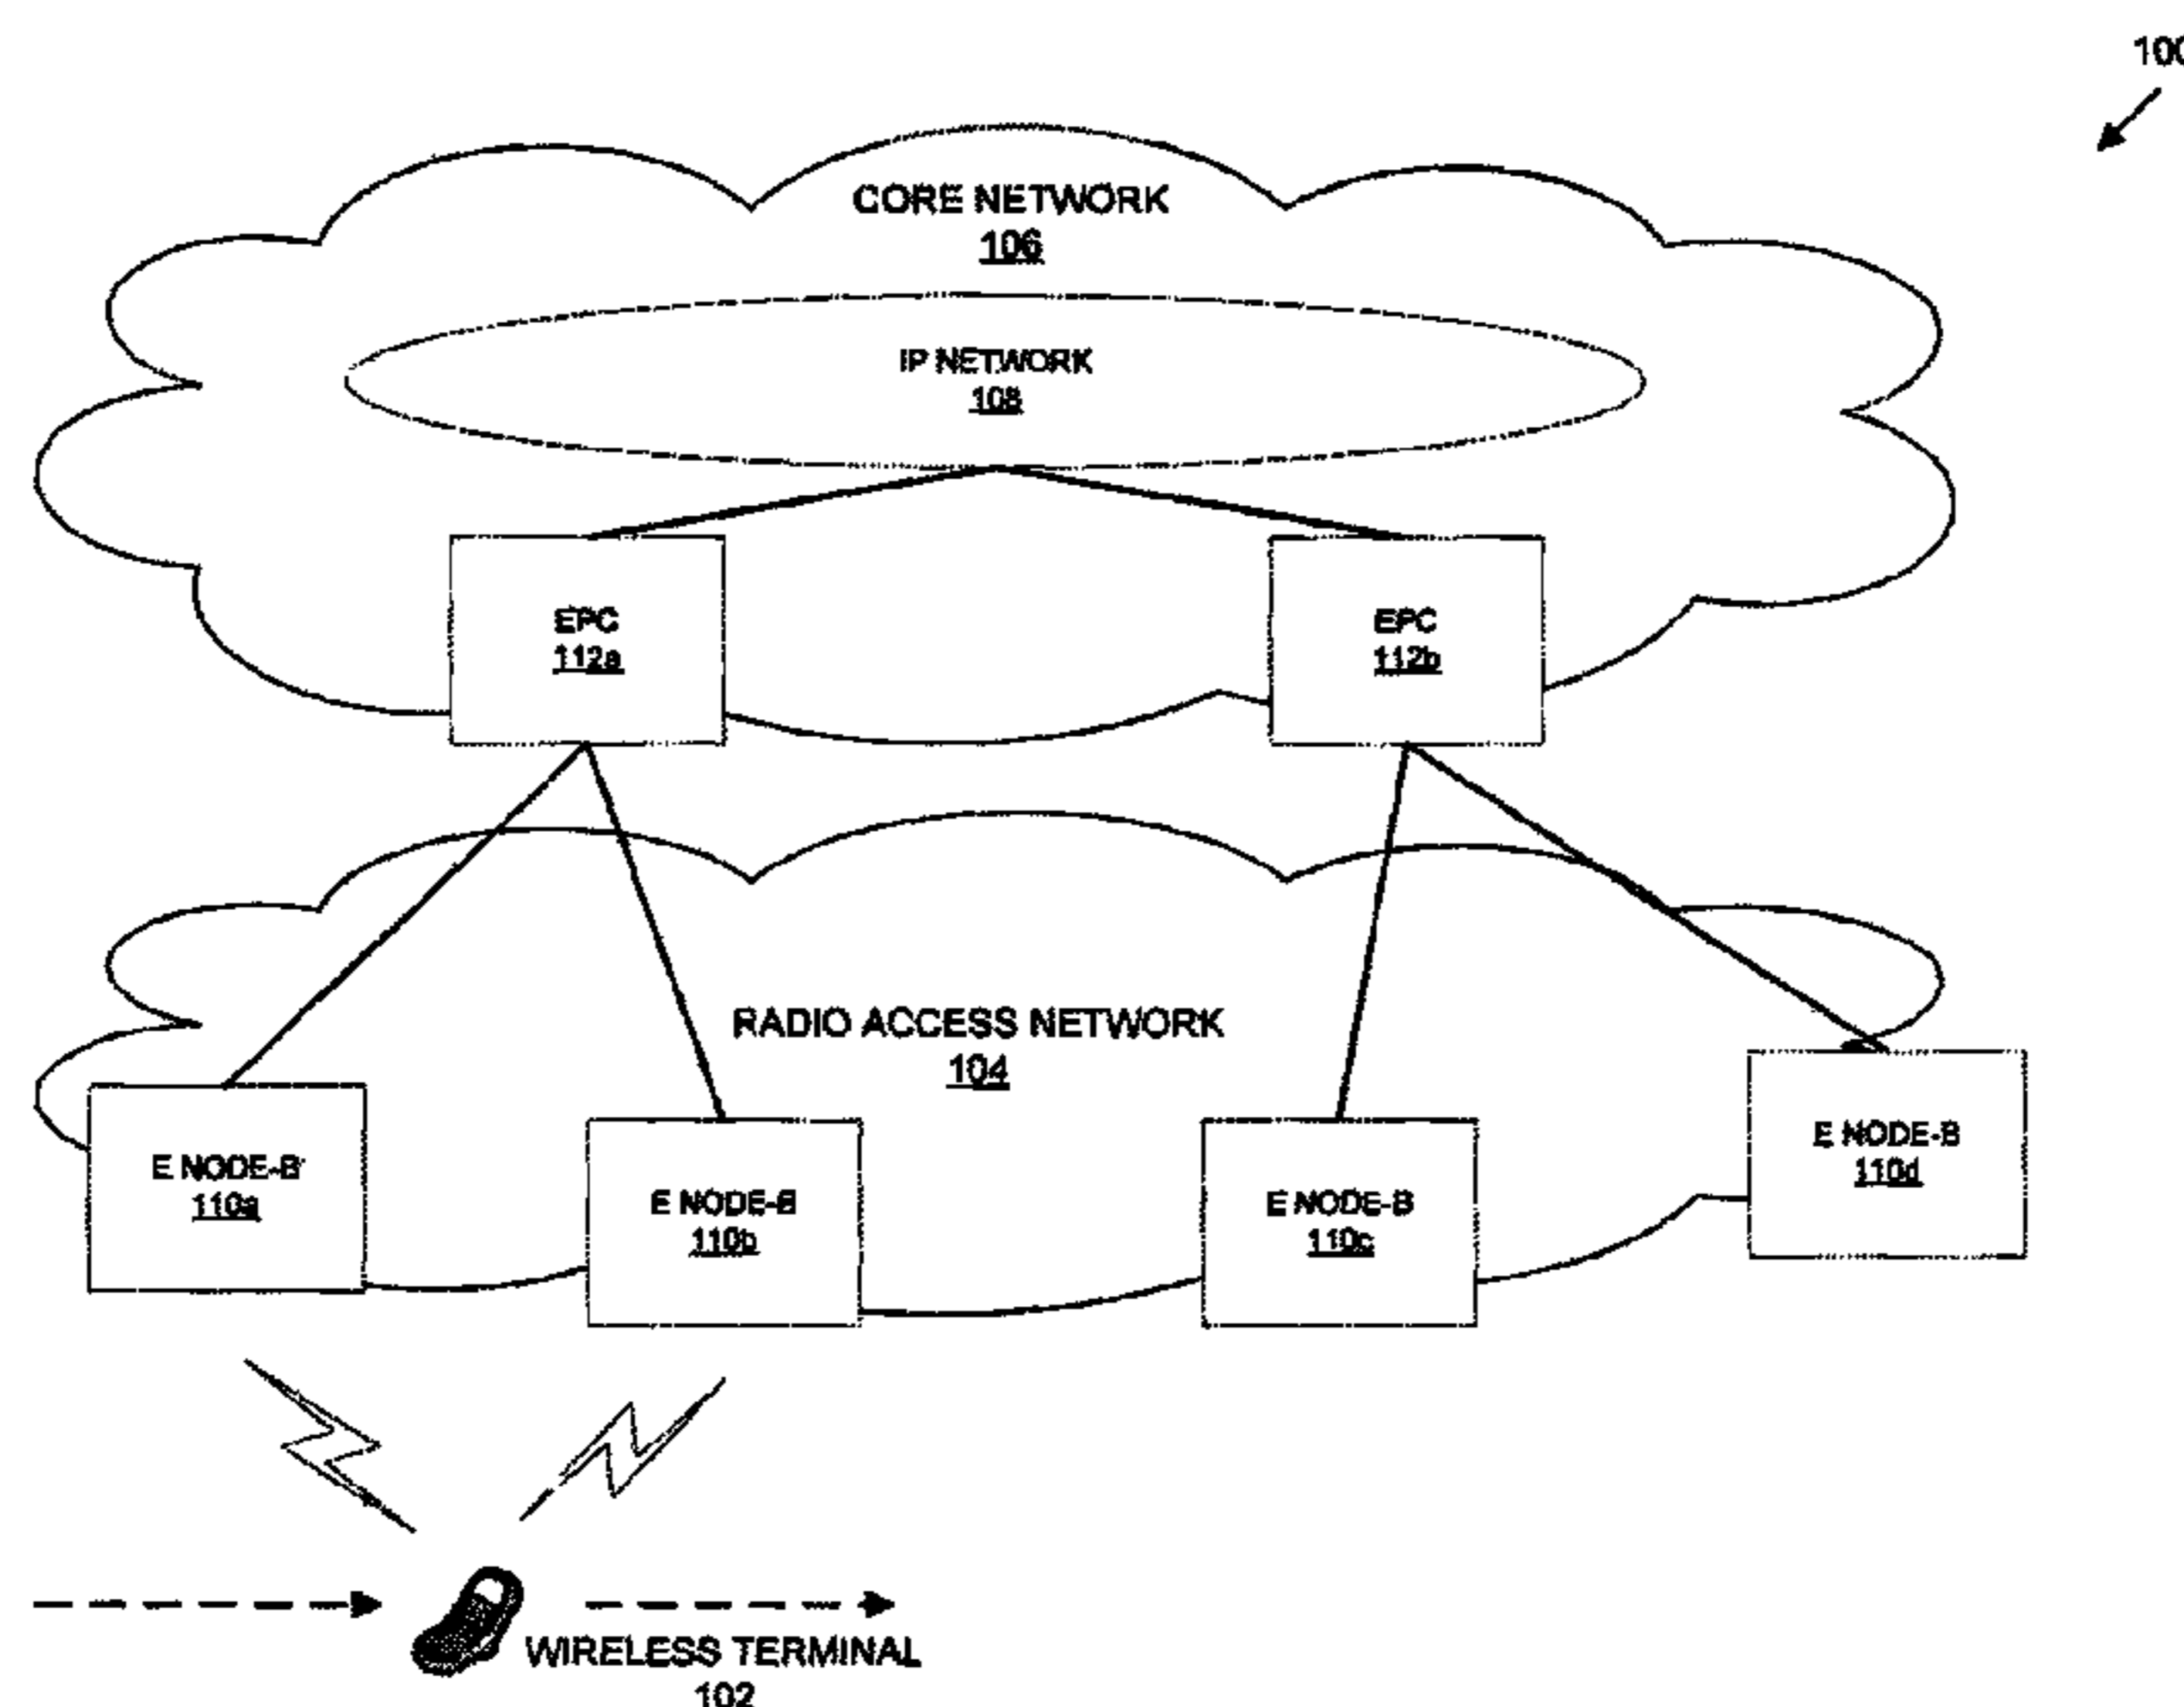 100
CORE NETWORK
106
IP NETWORK
108
EPC
112a
EPC
112b
RADIO ACCESS NETWORK
104
E NODE-B
110a
E NODE-B
110b
E NODE-B
110c
E NODE-B
110d
WIRELESS TERMINAL
102